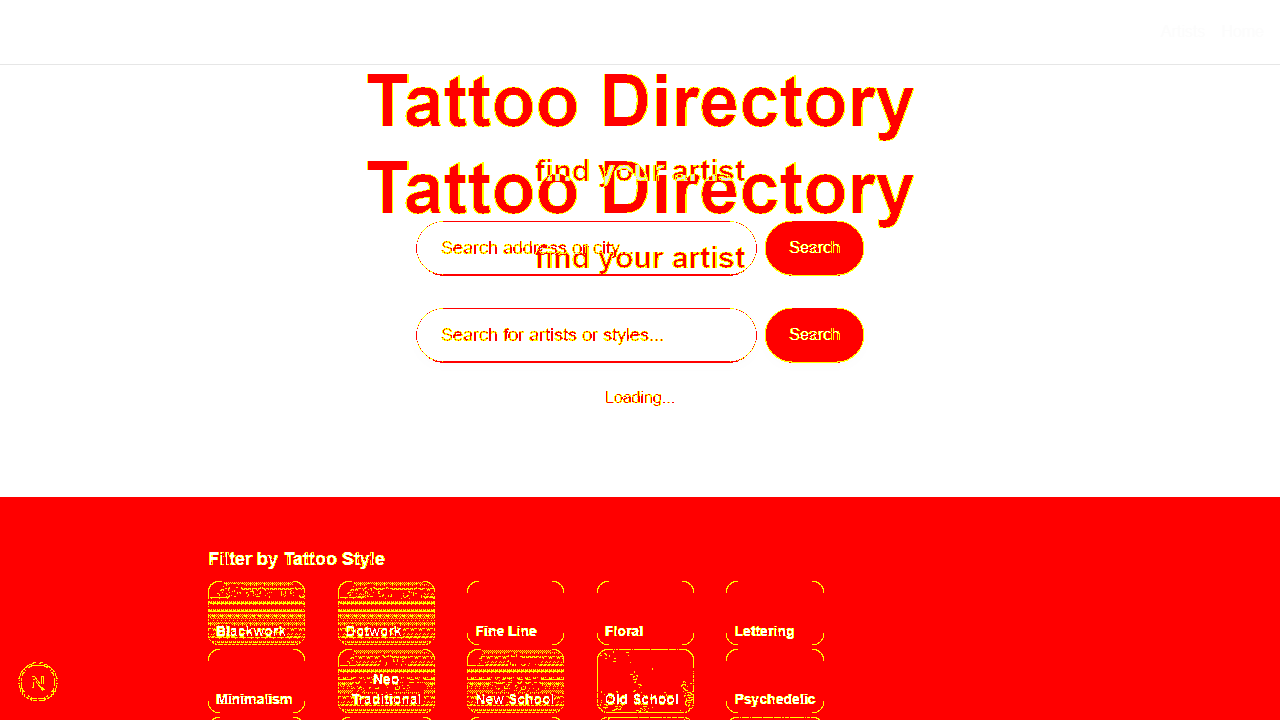 Tattoo Directory
find your artist
Tattoo Directory
Search address or city... Search
find your artist
Search for artists or styles... Search
Loading...
Filter by Tattoo Style
Blackwork Dotwork Fine Line Floral Lettering
Neo
Minimalism Traditional New School Old School Psychedelic
N